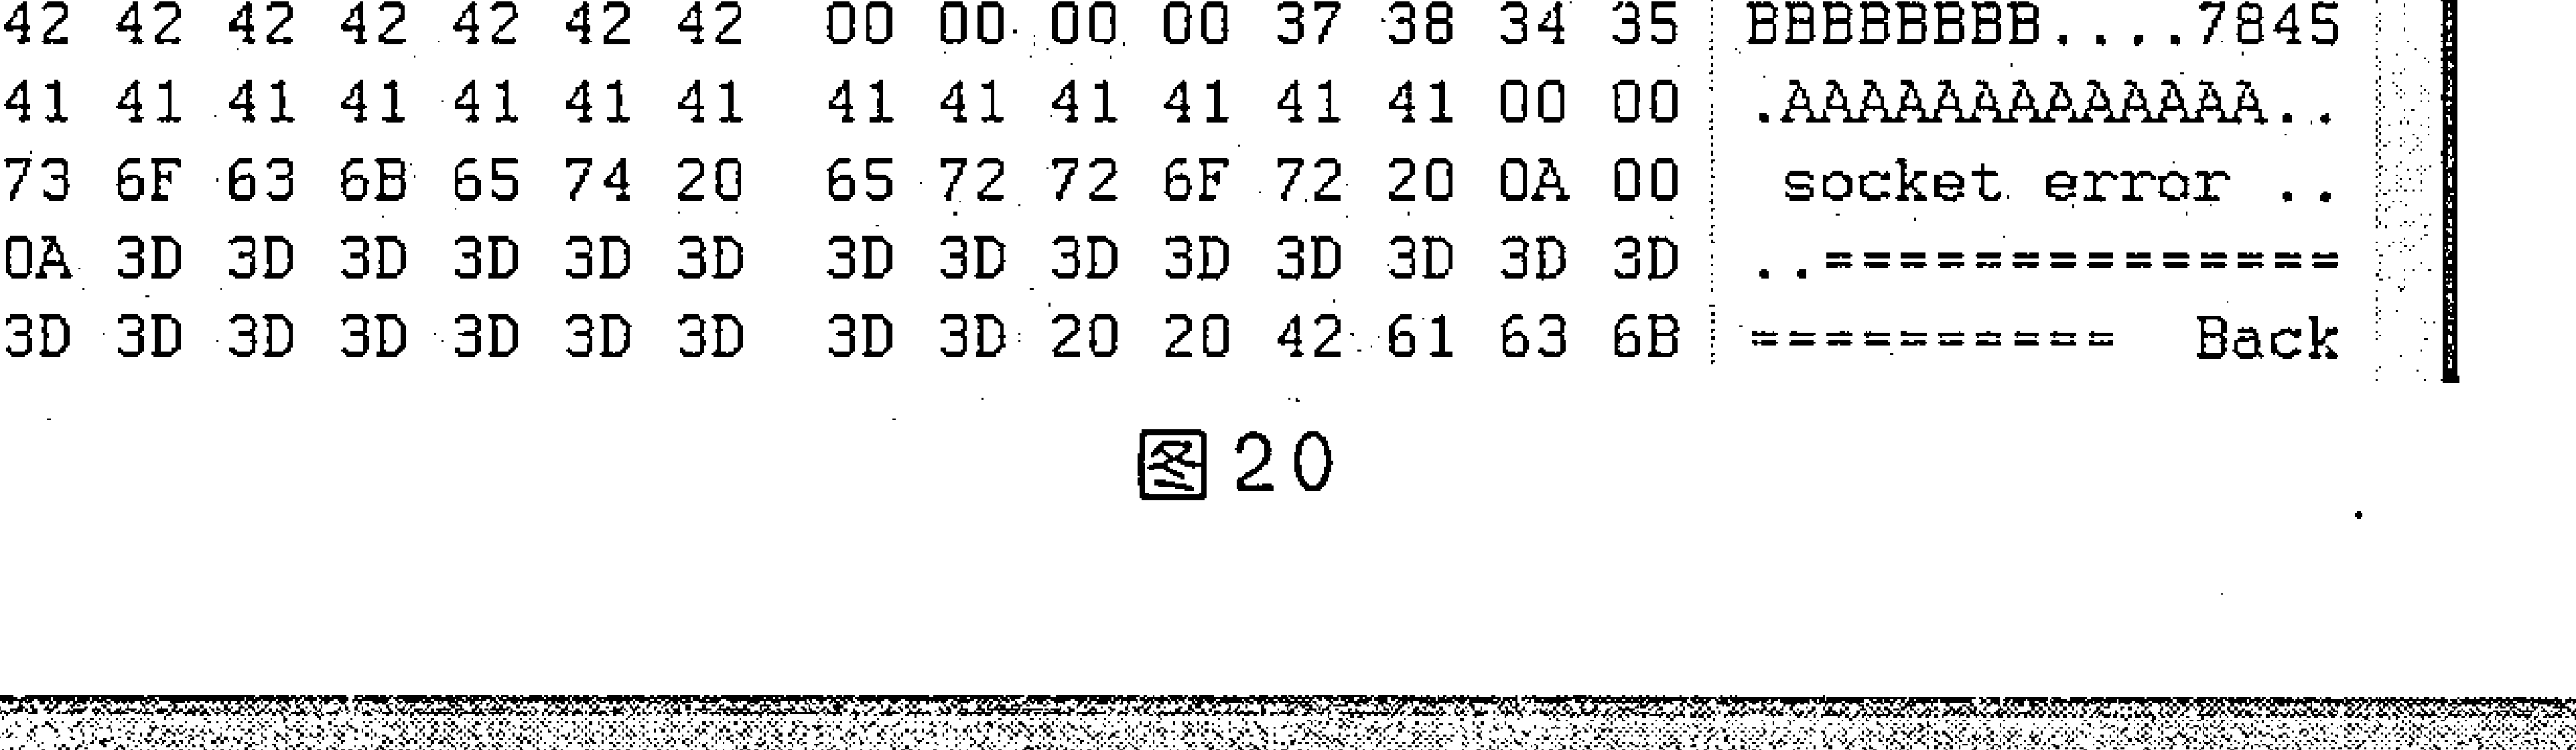 42 42 42 42 42 42 42 00 00 00 00 37 38 34 35 BBBBBBBB....7845
41 41 41 41 41 41 41 41 41 41 41 41 41 00 00 .AAAAAAAAAAAAA..
73 6F 63 6B 65 74 20 65 72 72 6F 72 20 0A 00 socket error ..
0A 3D 3D 3D 3D 3D 3D 3D 3D 3D 3D 3D 3D 3D 3D ..==============
3D 3D 3D 3D 3D 3D 3D 3D 3D 20 20 42 61 63 6B ==========  Back
图20